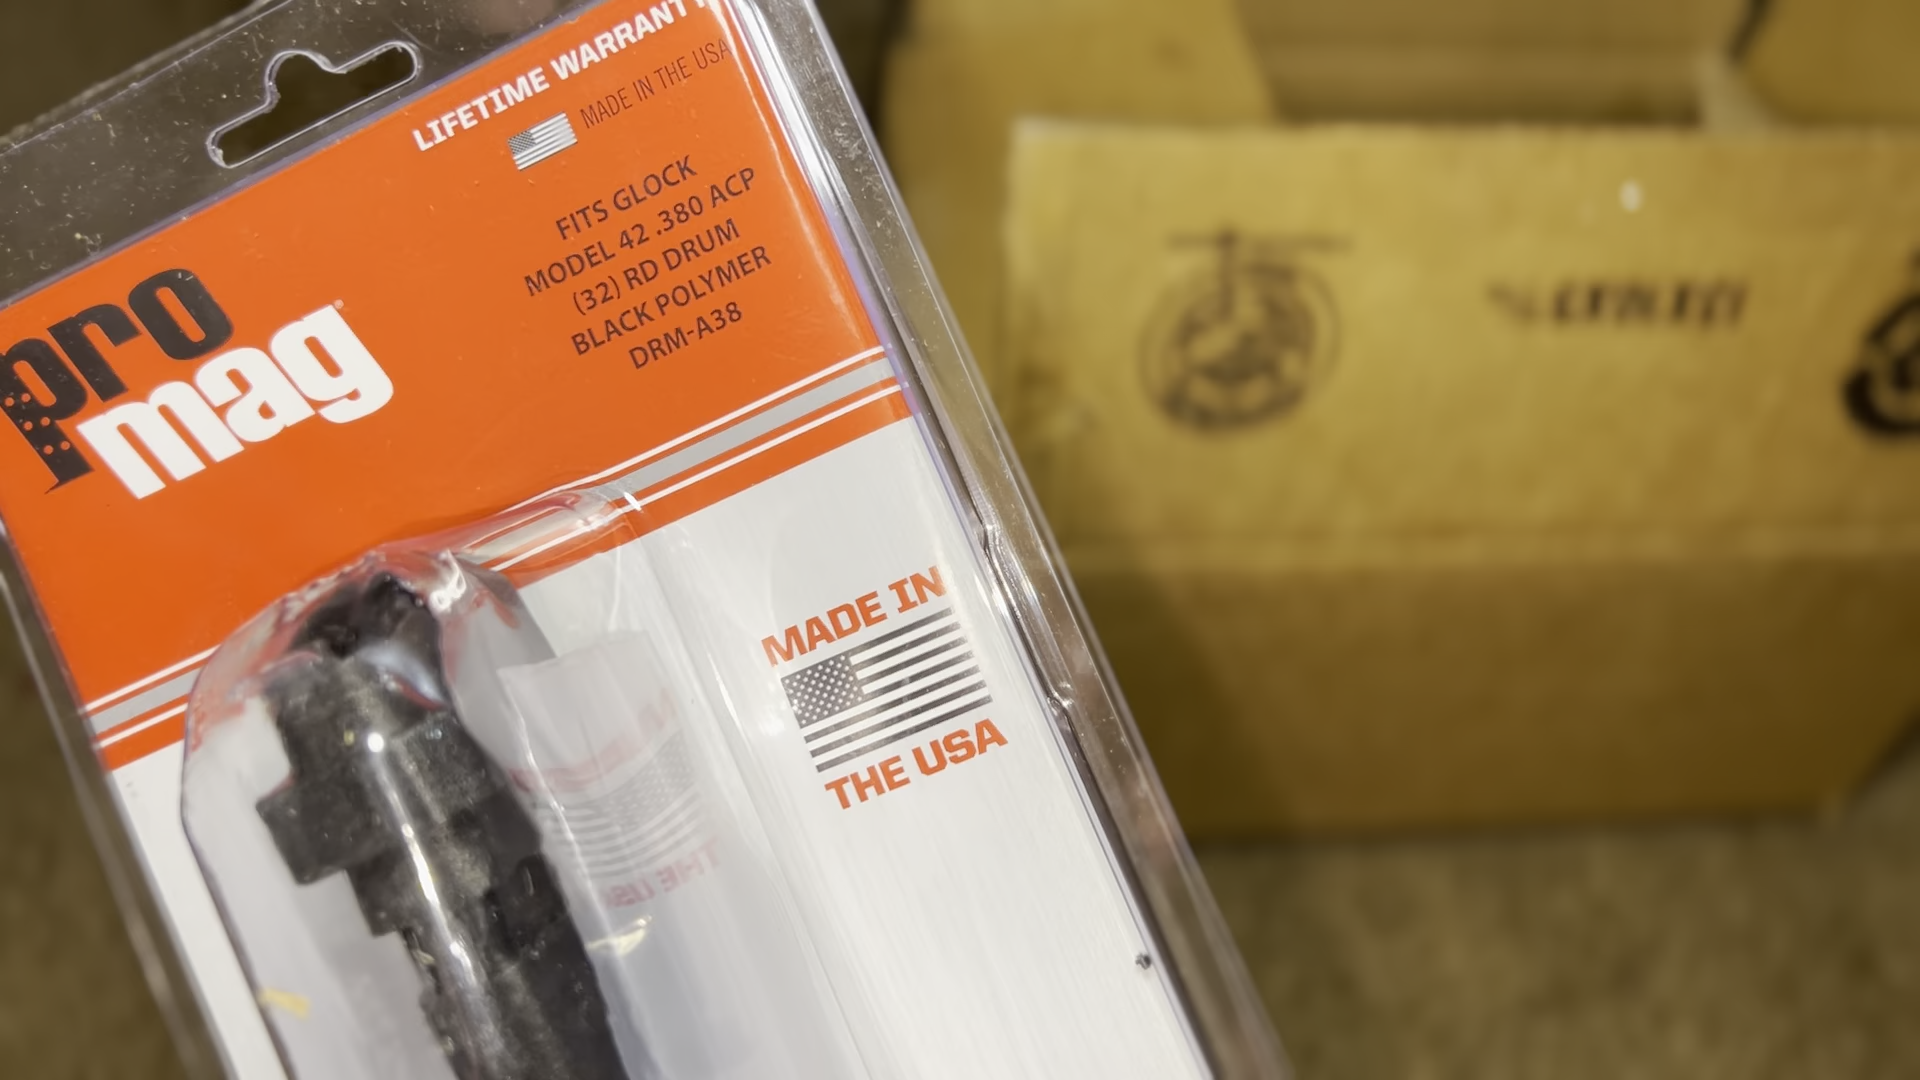 LIFETIME WARRANTY
MADE IN THE USA
FITS GLOCK
MODEL 42 .380 ACP
(32) RD DRUM
BLACK POLYMER
DRM-A38
pro
mag
MADE IN
THE USA